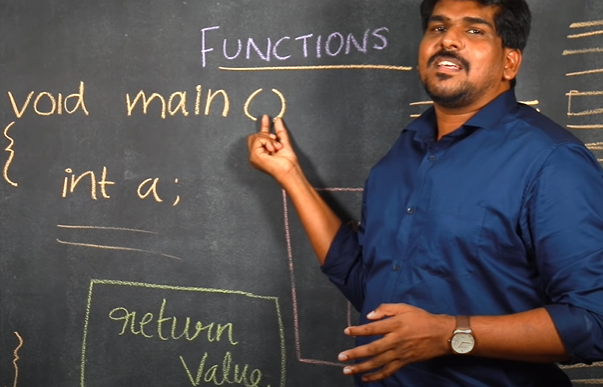 FUNCTIONS
void main()
{
int a;
return
Value
}